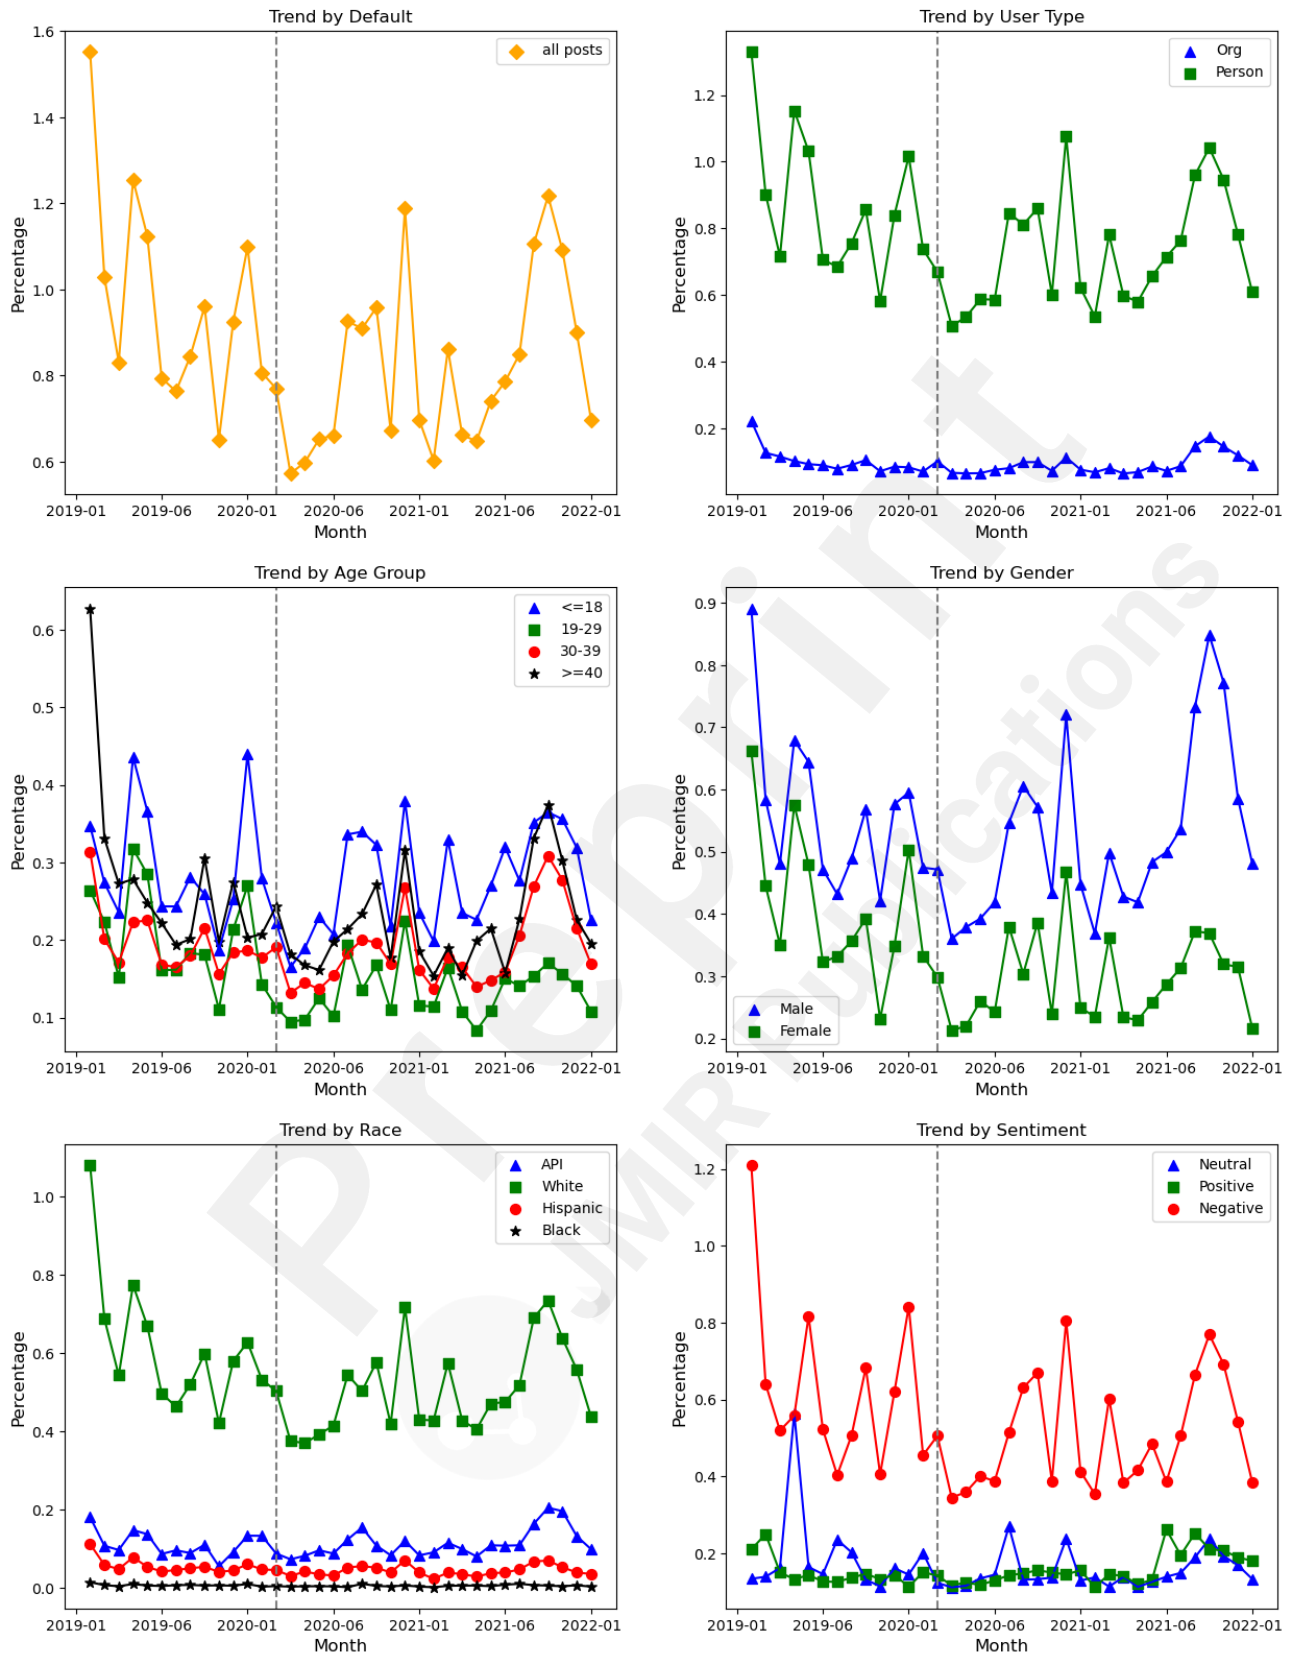 Trend by Default
1.6
1.4
1.2
1.0
0.8
0.6
Percentage
all posts
2019-01 2019-06 2020-01 2020-06 2021-01 2021-06 2022-01
Month
Trend by User Type
1.2
1.0
0.8
0.6
0.4
0.2
Percentage
Org
Person
2019-01 2019-06 2020-01 2020-06 2021-01 2021-06 2022-01
Month
Trend by Age Group
0.6
0.5
0.4
0.3
0.2
0.1
Percentage
<=18
19-29
30-39
>=40
2019-01 2019-06 2020-01 2020-06 2021-01 2021-06 2022-01
Month
Trend by Gender
0.9
0.8
0.7
0.6
0.5
0.4
0.3
0.2
Percentage
Male
Female
2019-01 2019-06 2020-01 2020-06 2021-01 2021-06 2022-01
Month
Trend by Race
1.0
0.8
0.6
0.4
0.2
0.0
Percentage
API
White
Hispanic
Black
2019-01 2019-06 2020-01 2020-06 2021-01 2021-06 2022-01
Month
Trend by Sentiment
1.2
1.0
0.8
0.6
0.4
0.2
Percentage
Neutral
Positive
Negative
2019-01 2019-06 2020-01 2020-06 2021-01 2021-06 2022-01
Month
Preprint
JMIR Publications